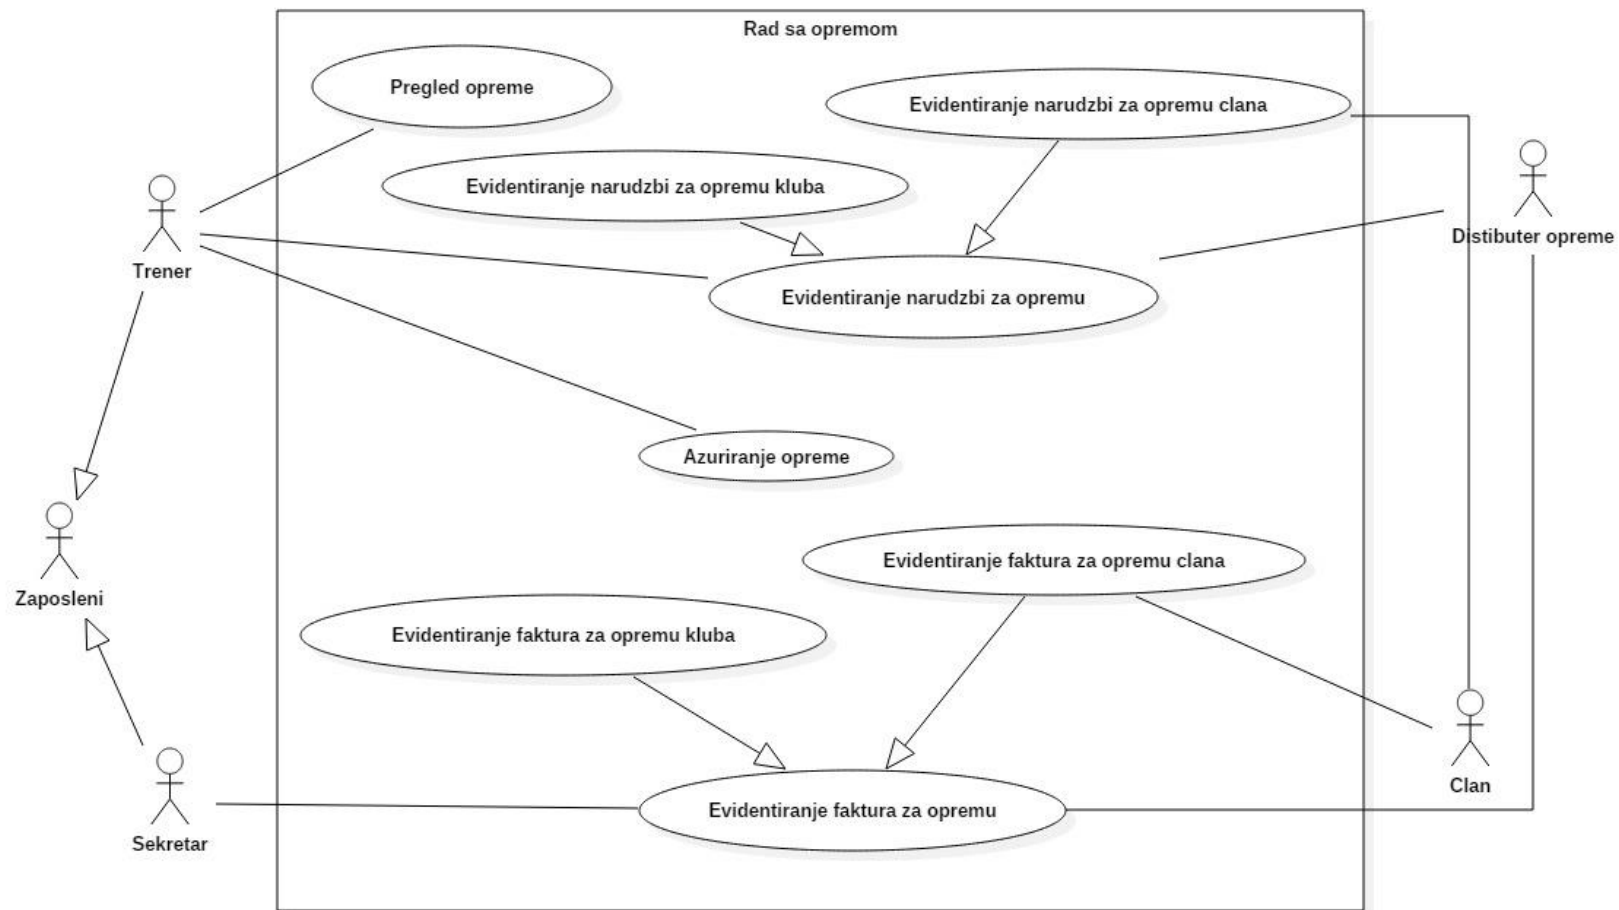 Rad sa opremom
Pregled opreme
Evidentiranje narudzbi za opremu clana
Evidentiranje narudzbi za opremu kluba
Distibuter opreme
Trener
Evidentiranje narudzbi za opremu
Azuriranje opreme
Evidentiranje faktura za opremu clana
Zaposleni
Evidentiranje faktura za opremu kluba
Clan
Evidentiranje faktura za opremu
Sekretar